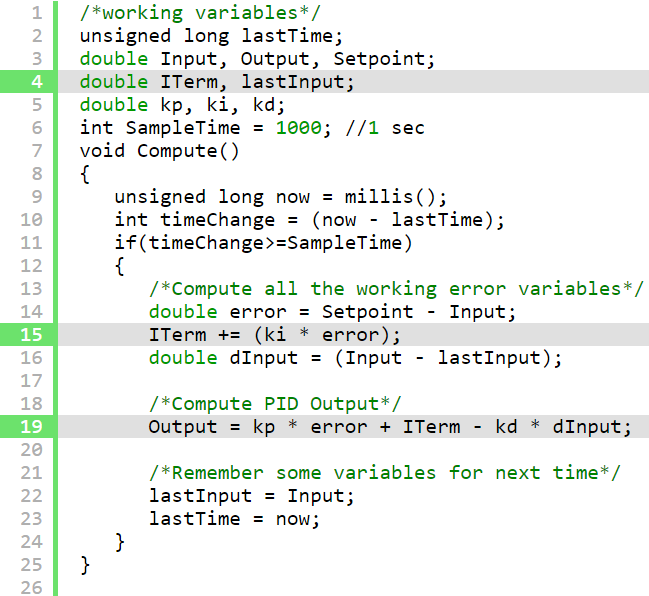 1 /*working variables*/
2 unsigned long lastTime;
3 double Input, Output, Setpoint;
4 double ITerm, lastInput;
5 double kp, ki, kd;
6 int SampleTime = 1000; //1 sec
7 void Compute()
8 {
9    unsigned long now = millis();
10    int timeChange = (now - lastTime);
11    if(timeChange>=SampleTime)
12    {
13       /*Compute all the working error variables*/
14       double error = Setpoint - Input;
15       ITerm += (ki * error);
16       double dInput = (Input - lastInput);
17
18       /*Compute PID Output*/
19       Output = kp * error + ITerm - kd * dInput;
20
21       /*Remember some variables for next time*/
22       lastInput = Input;
23       lastTime = now;
24    }
25 }
26